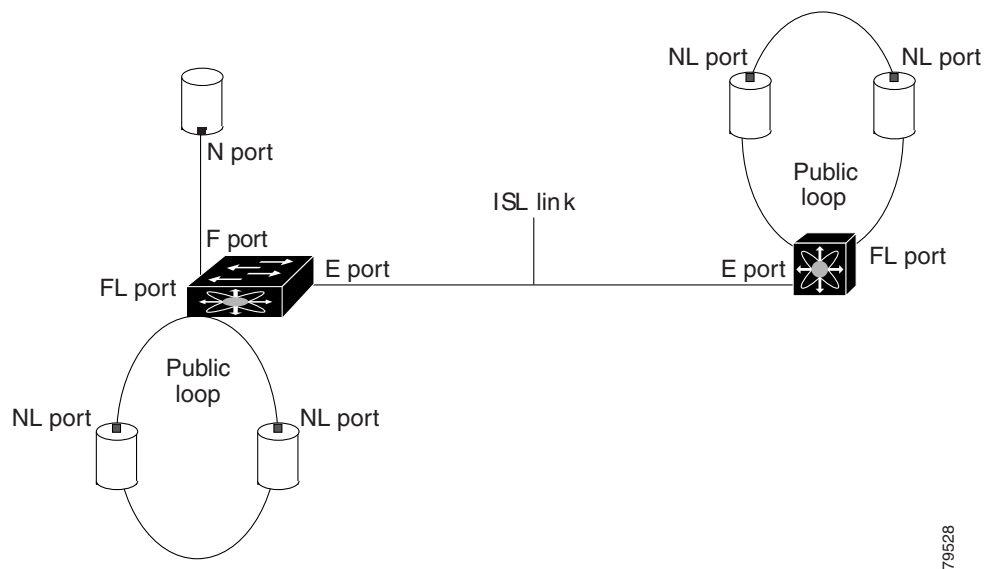 NL port
NL port
N port
Public
loop
ISL link
F port
E port
E port
FL port
FL port
Public
loop
NL port
NL port
79528